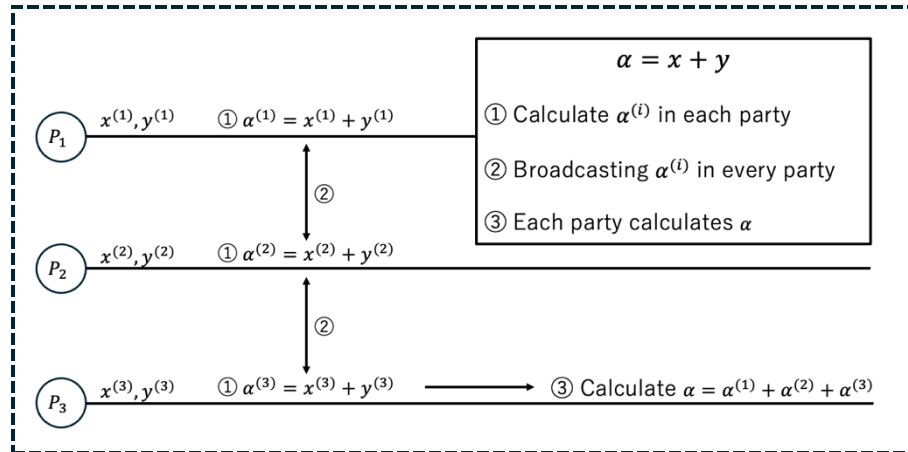 α = x + y
① Calculate α⁽ⁱ⁾ in each party
② Broadcasting α⁽ⁱ⁾ in every party
③ Each party calculates α
P₁
x⁽¹⁾, y⁽¹⁾
① α⁽¹⁾ = x⁽¹⁾ + y⁽¹⁾
②
P₂
x⁽²⁾, y⁽²⁾
① α⁽²⁾ = x⁽²⁾ + y⁽²⁾
②
P₃
x⁽³⁾, y⁽³⁾
① α⁽³⁾ = x⁽³⁾ + y⁽³⁾
③ Calculate α = α⁽¹⁾ + α⁽²⁾ + α⁽³⁾